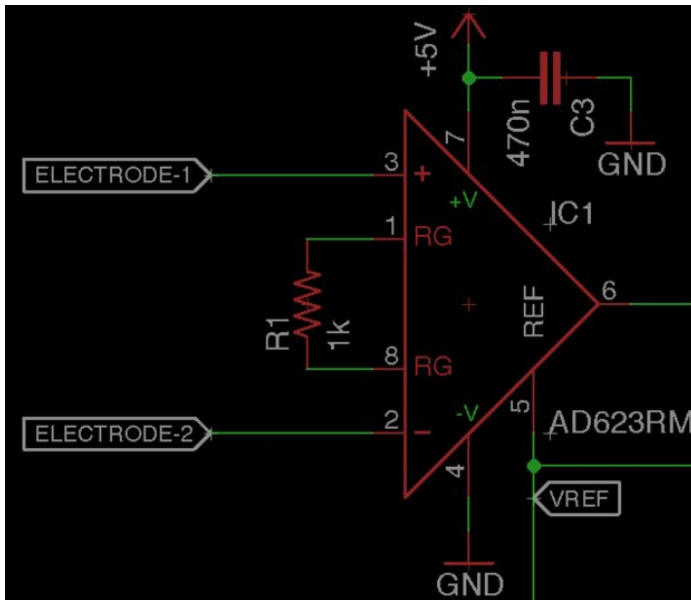 +5V
470n
C3
GND
7
ELECTRODE-1
3
+
+V
IC1
1
RG
REF
6
R1
1k
8
RG
ELECTRODE-2
2
-
-V
5
AD623RM
4
VREF
GND